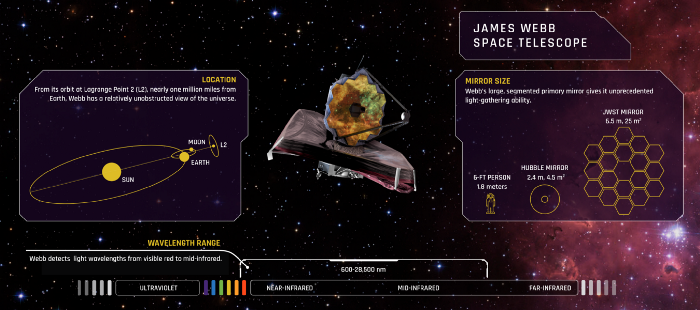 JAMES WEBB
SPACE TELESCOPE
LOCATION
From its orbit at Lagrange Point 2 (L2), nearly one million miles from
Earth, Webb has a relatively unobstructed view of the universe.
MOON
L2
EARTH
SUN
MIRROR SIZE
Webb's large, segmented primary mirror gives it unprecedented
light-gathering ability.
JWST MIRROR
6.5 m, 25 m²
HUBBLE MIRROR
2.4 m, 4.5 m²
6-FT PERSON
1.8 meters
WAVELENGTH RANGE
Webb detects light wavelengths from visible red to mid-infrared.
600-28,500 nm
ULTRAVIOLET
NEAR-INFRARED
MID-INFRARED
FAR-INFRARED